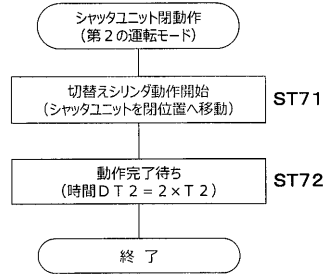 シャッタユニット閉動作
（第２の運転モード）
切替えシリンダ動作開始
（シャッタユニットを閉位置へ移動）
ST71
動作完了待ち
（時間ＤＴ２＝２×Ｔ２）
ST72
終 了